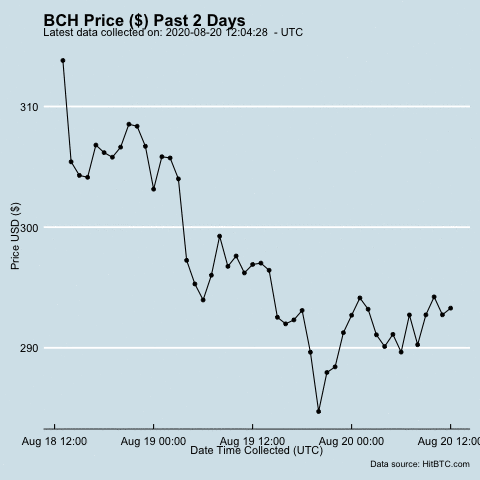 BCH Price ($) Past 2 Days
Latest data collected on: 2020-08-20 12:04:28 - UTC
310
300
290
Price USD ($)
Aug 18 12:00 Aug 19 00:00 Aug 19 12:00 Aug 20 00:00 Aug 20 12:00
Date Time Collected (UTC)
Data source: HitBTC.com